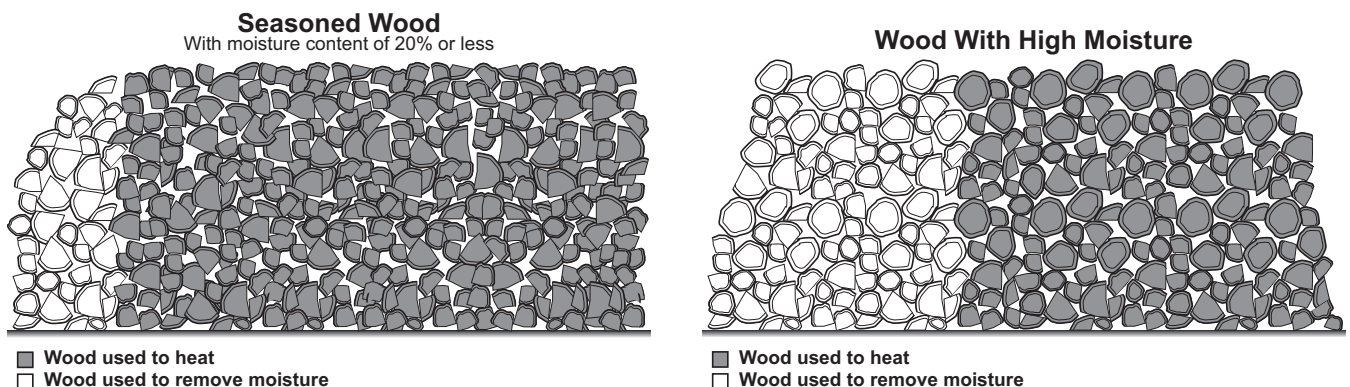 Seasoned Wood
With moisture content of 20% or less
Wood used to heat
Wood used to remove moisture
Wood With High Moisture
Wood used to heat
Wood used to remove moisture